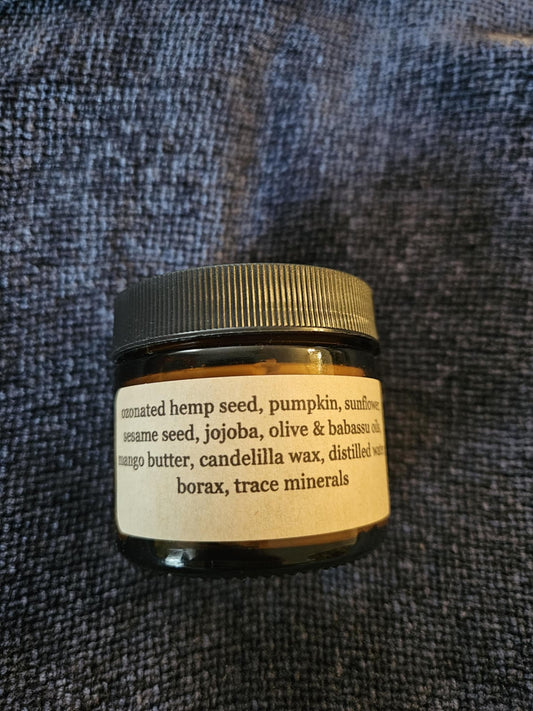 ozonated hemp seed, pumpkin, sunflower,
sesame seed, jojoba, olive & babassu oils,
mango butter, candelilla wax, distilled water
borax, trace minerals